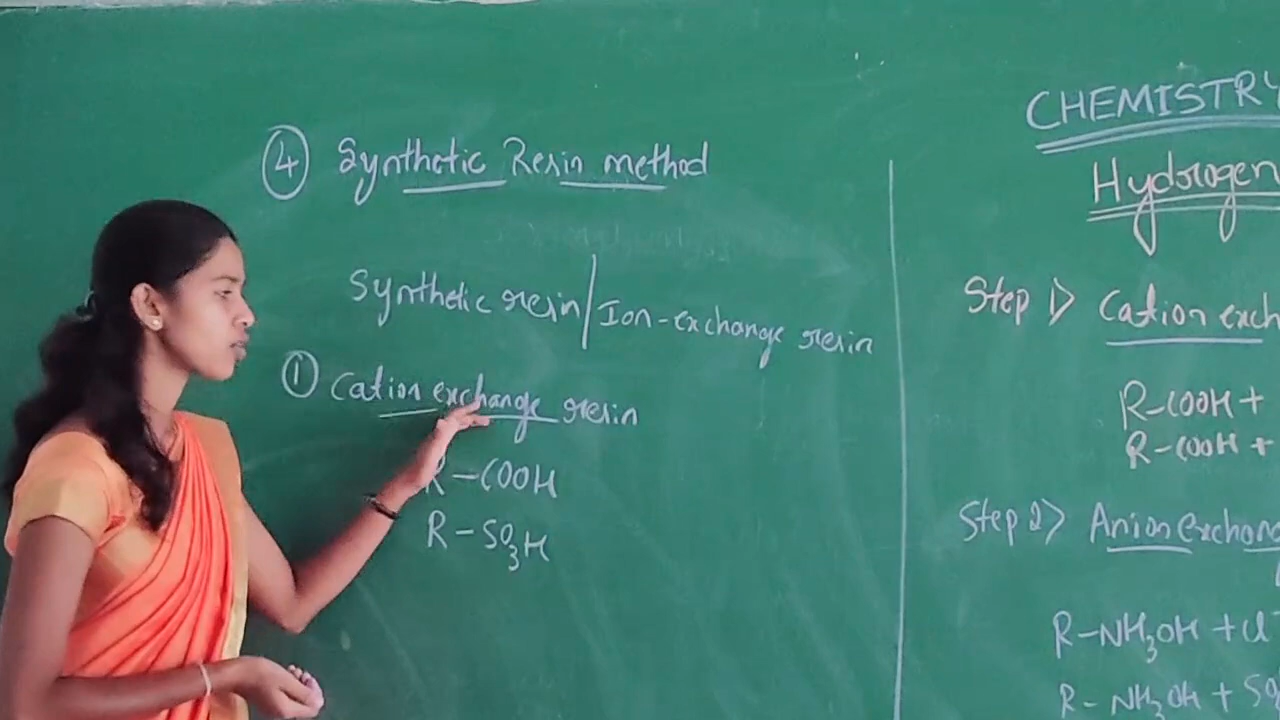 ④ Synthetic Resin method
Synthetic resin/Ion-exchange resin
① Cation exchange resin
R-COOH
R-SO₃H
CHEMISTRY
Hydrogen
Step 1> Cation exch
R-COOH +
R-COOH +
Step 2> Anion exchang
R-NH₃OH + Cl⁻
R-NH₃OH + SO